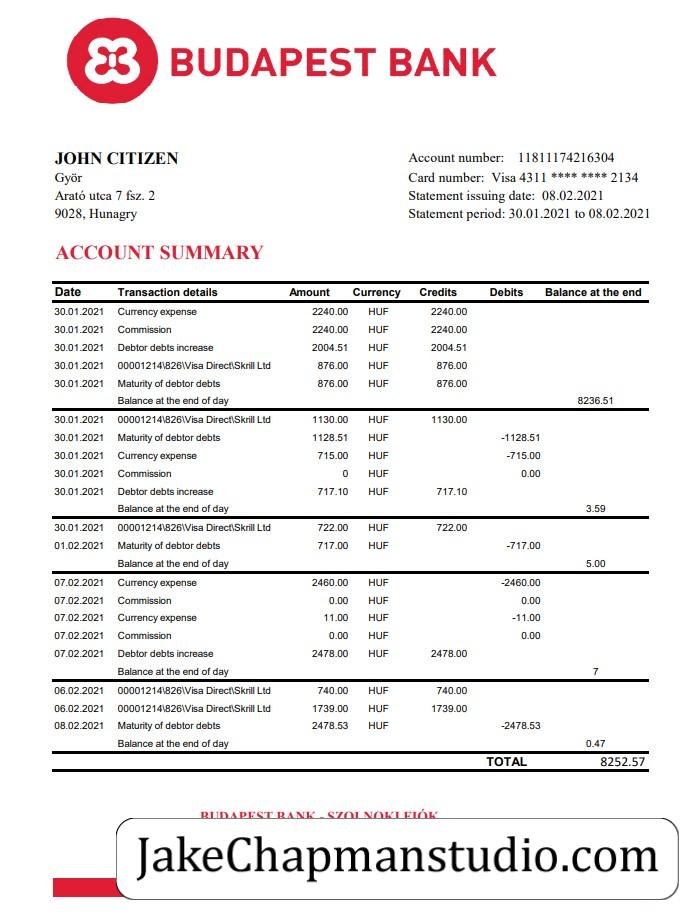 BUDAPEST BANK
JOHN CITIZEN
Györ
Arató utca 7 fsz. 2
9028, Hunagry
Account number: 11811174216304
Card number: Visa 4311 **** **** 2134
Statement issuing date: 08.02.2021
Statement period: 30.01.2021 to 08.02.2021
ACCOUNT SUMMARY
Date Transaction details Amount Currency Credits Debits Balance at the end
30.01.2021 Currency expense 2240.00 HUF 2240.00
30.01.2021 Commission 2240.00 HUF 2240.00
30.01.2021 Debtor debts increase 2004.51 HUF 2004.51
30.01.2021 00001214\826\Visa Direct\Skrill Ltd 876.00 HUF 876.00
30.01.2021 Maturity of debtor debts 876.00 HUF 876.00
Balance at the end of day 8236.51
30.01.2021 00001214\826\Visa Direct\Skrill Ltd 1130.00 HUF 1130.00
30.01.2021 Maturity of debtor debts 1128.51 HUF -1128.51
30.01.2021 Currency expense 715.00 HUF -715.00
30.01.2021 Commission 0 HUF 0.00
30.01.2021 Debtor debts increase 717.10 HUF 717.10
Balance at the end of day 3.59
30.01.2021 00001214\826\Visa Direct\Skrill Ltd 722.00 HUF 722.00
01.02.2021 Maturity of debtor debts 717.00 HUF -717.00
Balance at the end of day 5.00
07.02.2021 Currency expense 2460.00 HUF -2460.00
07.02.2021 Commission 0.00 HUF 0.00
07.02.2021 Currency expense 11.00 HUF -11.00
07.02.2021 Commission 0.00 HUF 0.00
07.02.2021 Debtor debts increase 2478.00 HUF 2478.00
Balance at the end of day 7
06.02.2021 00001214\826\Visa Direct\Skrill Ltd 740.00 HUF 740.00
06.02.2021 00001214\826\Visa Direct\Skrill Ltd 1739.00 HUF 1739.00
08.02.2021 Maturity of debtor debts 2478.53 HUF -2478.53
Balance at the end of day 0.47
TOTAL 8252.57
BUDAPEST BANK - SZOLNOKI FIÓK
JakeChapmanstudio.com